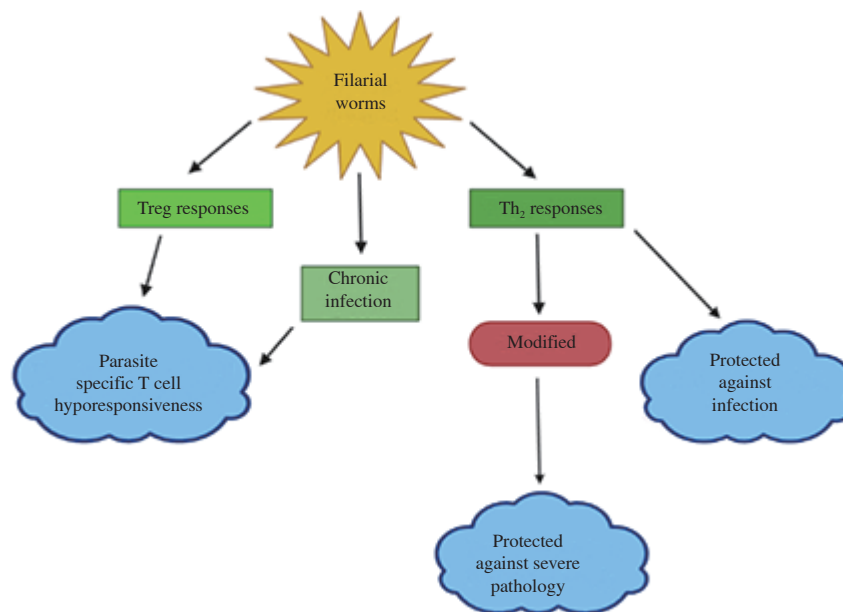 Filarial
worms
Treg responses
Th₂ responses
Chronic
infection
Modified
Parasite
specific T cell
hyporesponsiveness
Protected
against
infection
Protected
against severe
pathology